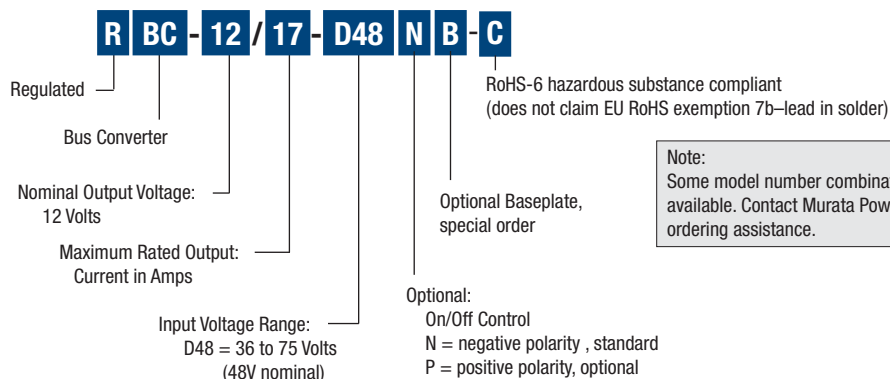 R BC - 12 / 17 - D48 N B - C
Regulated
Bus Converter
Nominal Output Voltage:
12 Volts
Maximum Rated Output:
Current in Amps
Input Voltage Range:
D48 = 36 to 75 Volts
(48V nominal)
Optional:
On/Off Control
N = negative polarity , standard
P = positive polarity, optional
Optional Baseplate,
special order
RoHS-6 hazardous substance compliant
(does not claim EU RoHS exemption 7b–lead in solder)
Note:
Some model number
available. Contact Murata
ordering assistance.